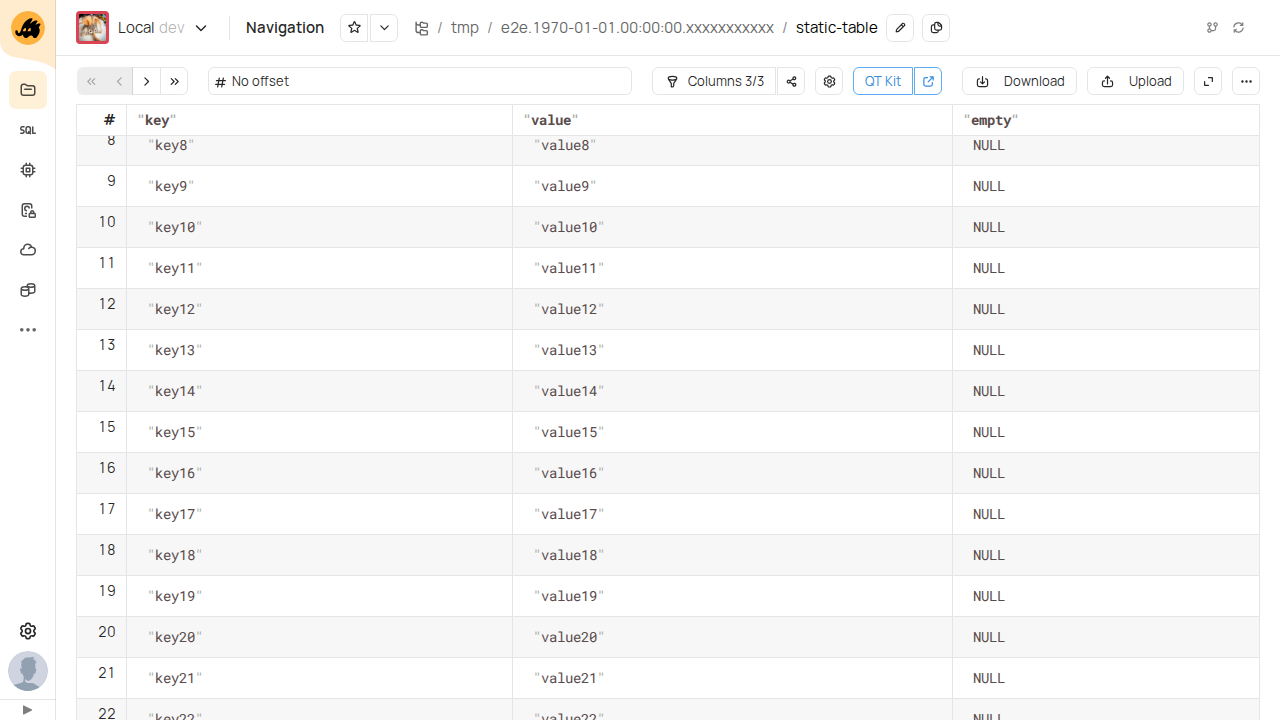 Local dev Navigation / tmp / e2e.1970-01-01.00:00:00.xxxxxxxxxxx / static-table
SQL
# No offset Columns 3/3 QT Kit Download Upload
# "key" "value" "empty"
8 "key8" "value8" NULL
9 "key9" "value9" NULL
10 "key10" "value10" NULL
11 "key11" "value11" NULL
12 "key12" "value12" NULL
13 "key13" "value13" NULL
14 "key14" "value14" NULL
15 "key15" "value15" NULL
16 "key16" "value16" NULL
17 "key17" "value17" NULL
18 "key18" "value18" NULL
19 "key19" "value19" NULL
20 "key20" "value20" NULL
21 "key21" "value21" NULL
22 "key22" "value22" NULL